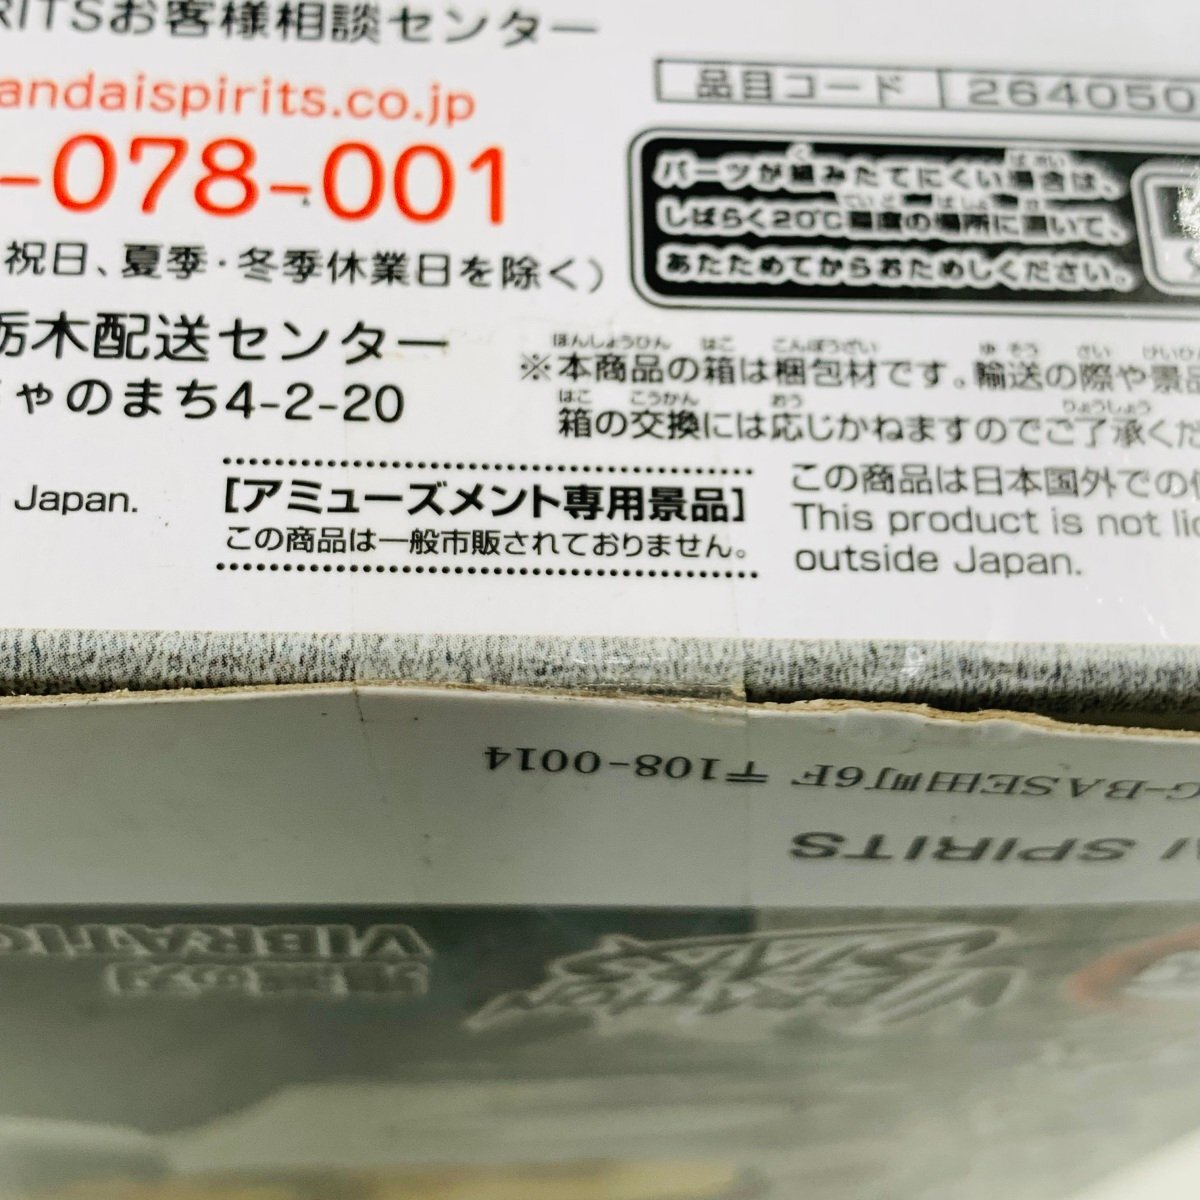 RITSお客様相談センター
andaispirits.co.jp
-078-001
祝日、夏季・冬季休業日を除く)
栃木配送センター
ゃのまち4-2-20
品目コード 264050
パーツが組みたてにくい場合は、
しばらく20℃程度の場所に置いて、
あたためてからおためしください。
※本商品の箱は梱包材です。輸送の際や景品
箱の交換には応じかねますのでご了承くだ
Japan.
[アミューズメント専用景品]
この商品は一般市販されておりません。
この商品は日本国外での
This product is not lic
outside Japan.
G-BASE田町6F 〒108-0014
AI SPIRITS
VIBRATIO
VIBRATION
STARS